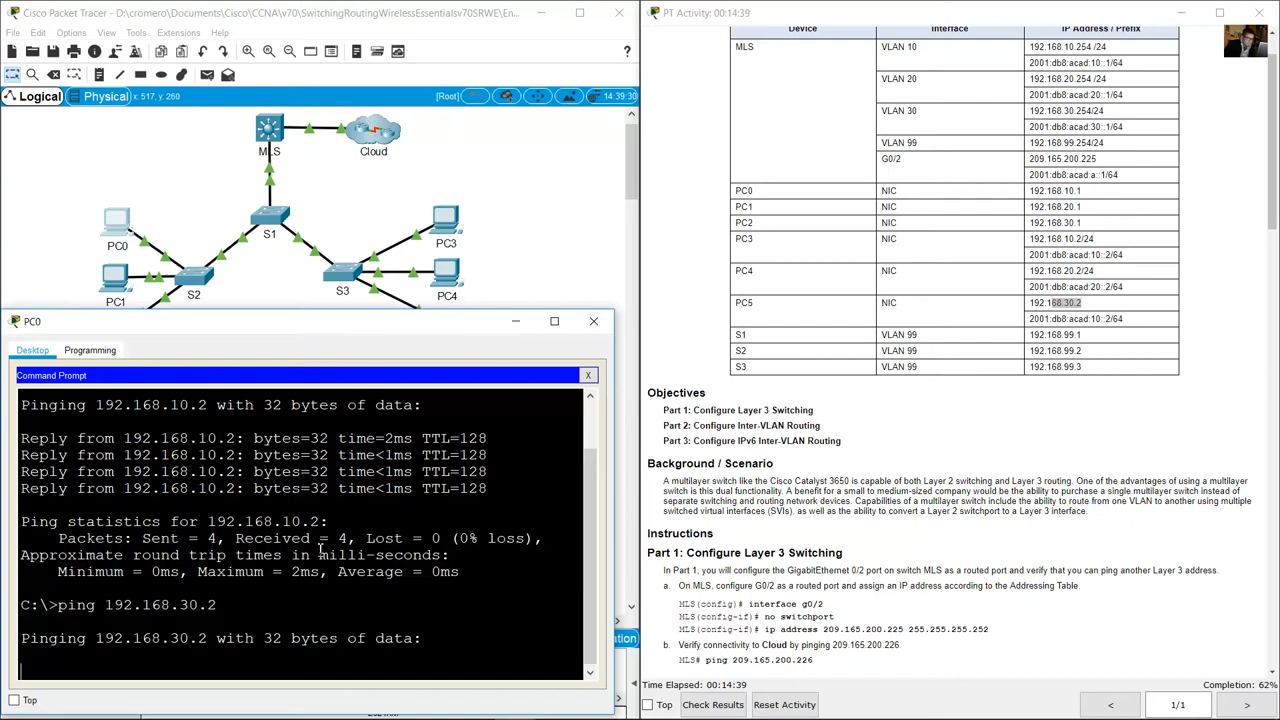 Cisco Packet Tracer - C:\Users\cromero\Documents\Cisco\CCNA\v70\SwitchingRoutingWirelessEssentialsv70SRWE\En...
File Edit Options View Tools Extensions Help
?
Logical Physical x: 517, y: 260 [Root] 14:39:30
MLS Cloud
S1
PC0 PC3
PC1 S2 S3 PC4
PC0
Desktop Programming
Command Prompt X
Pinging 192.168.10.2 with 32 bytes of data:
Reply from 192.168.10.2: bytes=32 time=2ms TTL=128
Reply from 192.168.10.2: bytes=32 time<1ms TTL=128
Reply from 192.168.10.2: bytes=32 time<1ms TTL=128
Reply from 192.168.10.2: bytes=32 time<1ms TTL=128
Ping statistics for 192.168.10.2:
Packets: Sent = 4, Received = 4, Lost = 0 (0% loss),
Approximate round trip times in milli-seconds:
Minimum = 0ms, Maximum = 2ms, Average = 0ms
C:\>ping 192.168.30.2
Pinging 192.168.30.2 with 32 bytes of data:
Top
PT Activity: 00:14:39
Device Interface IP Address / Prefix
MLS VLAN 10 192.168.10.254 /24
2001:db8:acad:10::1/64
VLAN 20 192.168.20.254 /24
2001:db8:acad:20::1/64
VLAN 30 192.168.30.254/24
2001:db8:acad:30::1/64
VLAN 99 192.168.99.254/24
G0/2 209.165.200.225
2001:db8:acad:a::1/64
PC0 NIC 192.168.10.1
PC1 NIC 192.168.20.1
PC2 NIC 192.168.30.1
PC3 NIC 192.168.10.2/24
2001:db8:acad:10::2/64
PC4 NIC 192.168.20.2/24
2001:db8:acad:20::2/64
PC5 NIC 192.168.30.2
2001:db8:acad:10::2/64
S1 VLAN 99 192.168.99.1
S2 VLAN 99 192.168.99.2
S3 VLAN 99 192.168.99.3
Objectives
Part 1: Configure Layer 3 Switching
Part 2: Configure Inter-VLAN Routing
Part 3: Configure IPv6 Inter-VLAN Routing
Background / Scenario
A multilayer switch like the Cisco Catalyst 3650 is capable of both Layer 2 switching and Layer 3 routing. One of the advantages of using a multilayer
switch is this dual functionality. A benefit for a small to medium-sized company would be the ability to purchase a single multilayer switch instead of
separate switching and routing network devices. Capabilities of a multilayer switch include the ability to route from one VLAN to another using multiple
switched virtual interfaces (SVIs), as well as the ability to convert a Layer 2 switchport to a Layer 3 interface.
Instructions
Part 1: Configure Layer 3 Switching
In Part 1, you will configure the GigabitEthernet 0/2 port on switch MLS as a routed port and verify that you can ping another Layer 3 address.
a. On MLS, configure G0/2 as a routed port and assign an IP address according to the Addressing Table.
MLS(config)# interface g0/2
MLS(config-if)# no switchport
MLS(config-if)# ip address 209.165.200.225 255.255.255.252
b. Verify connectivity to Cloud by pinging 209.165.200.226.
MLS# ping 209.165.200.226
Time Elapsed: 00:14:39 Completion: 62%
Top Check Results Reset Activity < 1/1 >